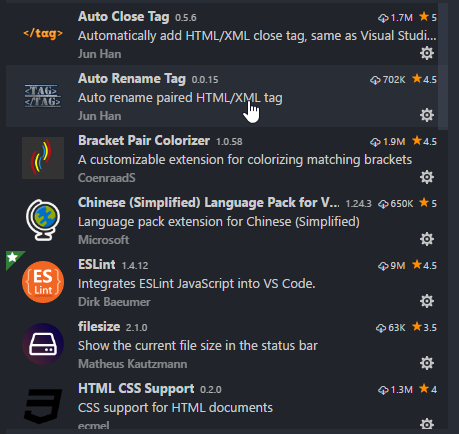 </tag> Auto Close Tag 0.5.6 1.7M ★ 5
Automatically add HTML/XML close tag, same as Visual Studi...
Jun Han
<TAG> Auto Rename Tag 0.0.15 702K ★ 4.5
</TAG> Auto rename paired HTML/XML tag
Jun Han
Bracket Pair Colorizer 1.0.58 1.9M ★ 4.5
A customizable extension for colorizing matching brackets
CoenraadS
Chinese (Simplified) Language Pack for V... 1.24.3 650K ★ 5
Language pack extension for Chinese (Simplified)
Microsoft
ESLint 1.4.12 9M ★ 4.5
ES
Lint
Integrates ESLint JavaScript into VS Code.
Dirk Baeumer
filesize 2.1.0 63K ★ 3.5
Show the current file size in the status bar
Matheus Kautzmann
HTML CSS Support 0.2.0 1.3M ★ 4
3
CSS support for HTML documents
ecmel